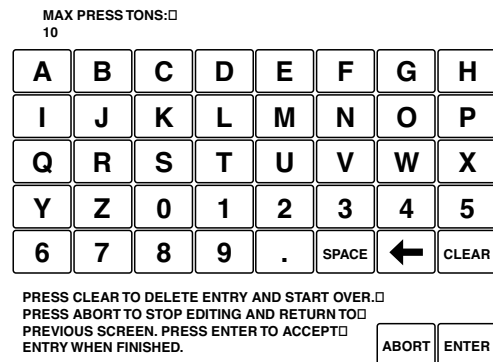 MAX PRESS TONS:□
10
A B C D E F G H
I J K L M N O P
Q R S T U V W X
Y Z 0 1 2 3 4 5
6 7 8 9 . SPACE ← CLEAR
PRESS CLEAR TO DELETE ENTRY AND START OVER.□
PRESS ABORT TO STOP EDITING AND RETURN TO□
PREVIOUS SCREEN. PRESS ENTER TO ACCEPT□
ENTRY WHEN FINISHED.
ABORT ENTER